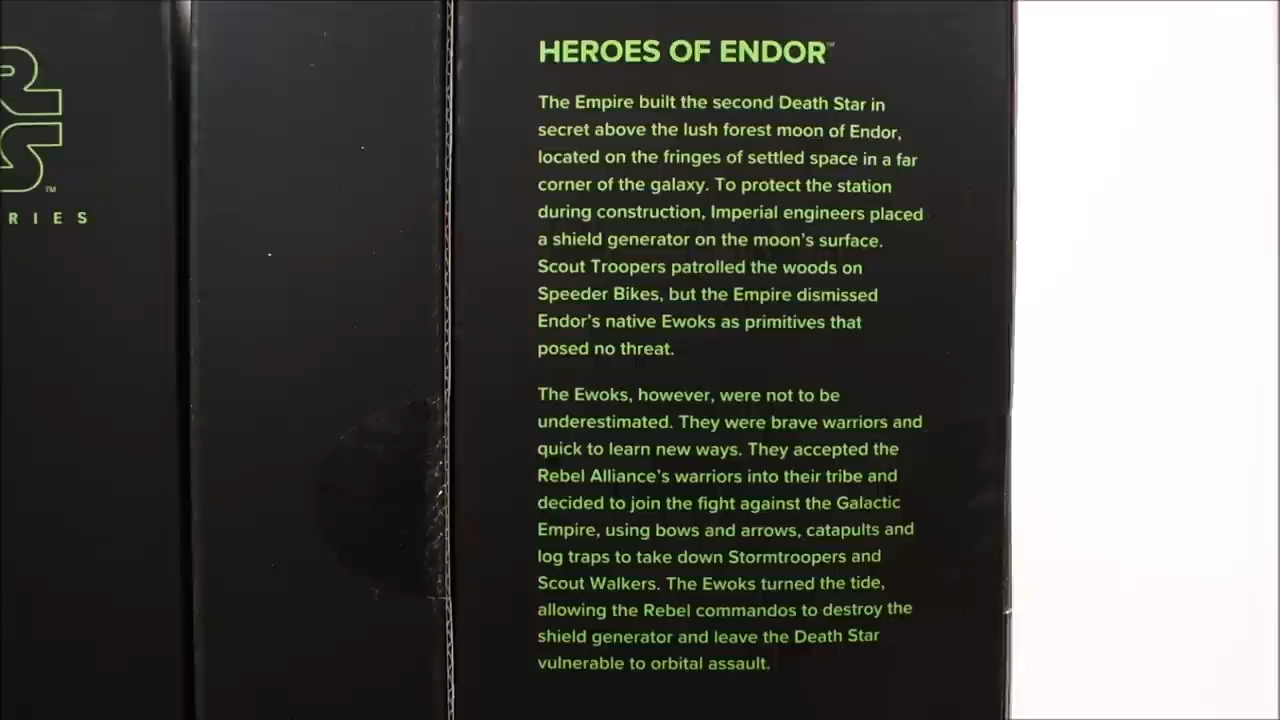 HEROES OF ENDOR™
The Empire built the second Death Star in
secret above the lush forest moon of Endor,
located on the fringes of settled space in a far
corner of the galaxy. To protect the station
during construction, Imperial engineers placed
a shield generator on the moon's surface.
Scout Troopers patrolled the woods on
Speeder Bikes, but the Empire dismissed
Endor's native Ewoks as primitives that
posed no threat.
The Ewoks, however, were not to be
underestimated. They were brave warriors and
quick to learn new ways. They accepted the
Rebel Alliance's warriors into their tribe and
decided to join the fight against the Galactic
Empire, using bows and arrows, catapults and
log traps to take down Stormtroopers and
Scout Walkers. The Ewoks turned the tide,
allowing the Rebel commandos to destroy the
shield generator and leave the Death Star
vulnerable to orbital assault.
R
S™
RIES